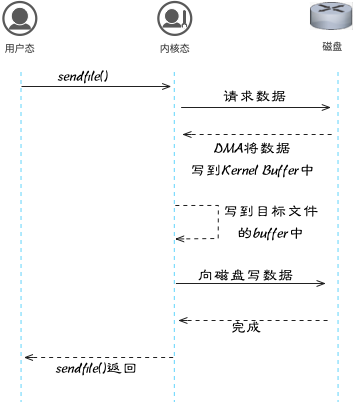 用户态
内核态
磁盘
sendfile()
请求数据
DMA将数据
写到Kernel Buffer中
写到目标文件
的buffer中
向磁盘写数据
完成
sendfile()返回